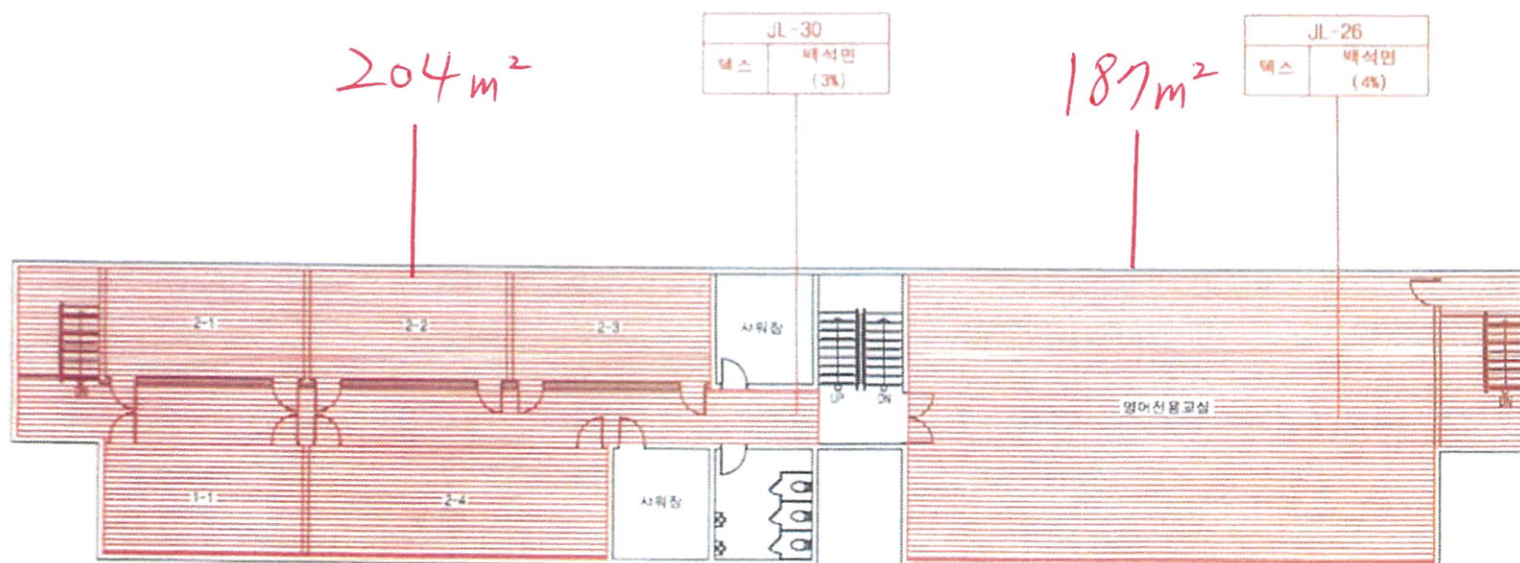 JL-30
텍스 백석면
(3%)
JL-26
텍스 백석면
(4%)
204m²
187m²
2-1
2-2
2-3
샤워장
UP
DN
영어전용교실
DN
DN
1-1
2-4
샤워장